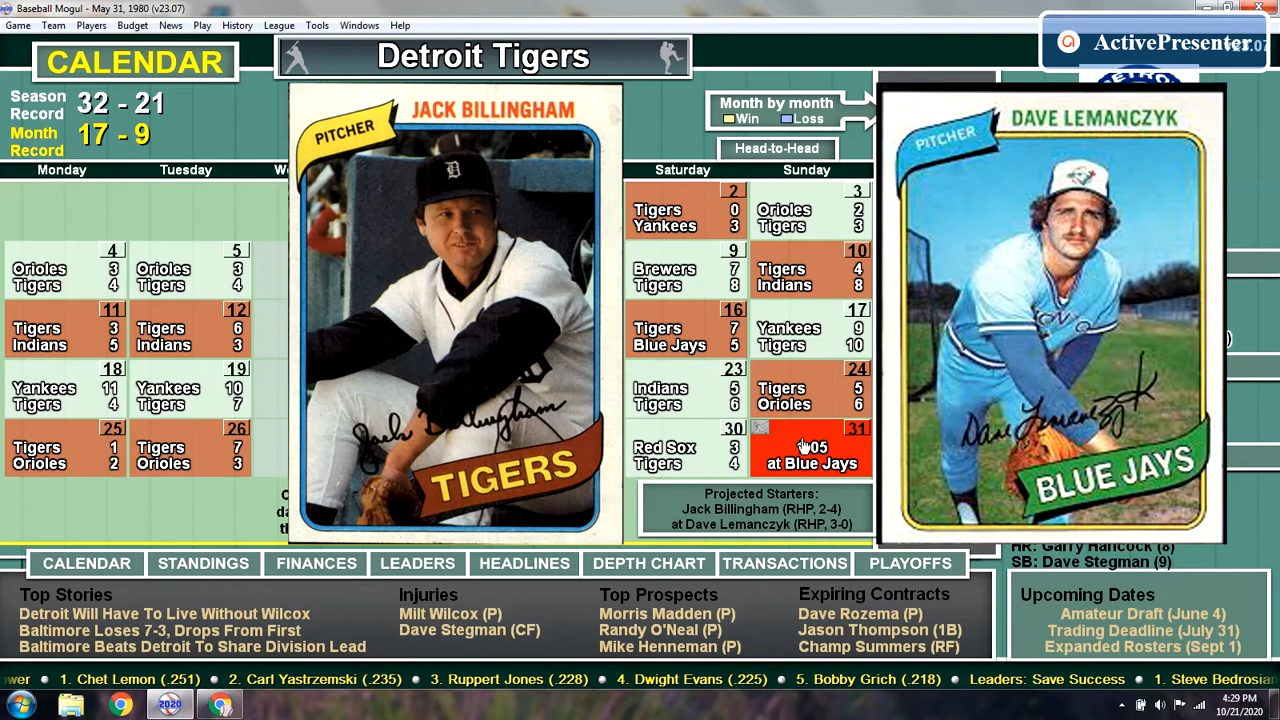 Baseball Mogul - May 31, 1980 (v23.07)
Game Team Players Budget News Play History League Tools Windows Help
ActivePresenter
CALENDAR
Detroit Tigers
Season Record 32 - 21
Month Record 17 - 9
Month by month
Win Loss
Head-to-Head
PITCHER
JACK BILLINGHAM
D
Jack Billingham
TIGERS
PITCHER
DAVE LEMANCZYK
Dave Lemanczyk
BLUE JAYS
Monday Tuesday Saturday Sunday
2
Tigers 0
Yankees 3
3
Orioles 2
Tigers 3
4
Orioles 3
Tigers 4
5
Orioles 3
Tigers 4
9
Brewers 7
Tigers 8
10
Tigers 4
Indians 8
11
Tigers 3
Indians 5
12
Tigers 6
Indians 3
16
Tigers 7
Blue Jays 5
17
Yankees 9
Tigers 10
18
Yankees 11
Tigers 4
19
Yankees 10
Tigers 7
23
Indians 5
Tigers 6
24
Tigers 5
Orioles 6
25
Tigers 1
Orioles 2
26
Tigers 7
Orioles 3
30
Red Sox 3
Tigers 4
31
05
at Blue Jays
Projected Starters:
Jack Billingham (RHP, 2-4)
at Dave Lemanczyk (RHP, 3-0)
HR: Garry Hancock (8)
SB: Dave Stegman (9)
CALENDAR STANDINGS FINANCES LEADERS HEADLINES DEPTH CHART TRANSACTIONS PLAYOFFS
Top Stories
Detroit Will Have To Live Without Wilcox
Baltimore Loses 7-3, Drops From First
Baltimore Beats Detroit To Share Division Lead
Injuries
Milt Wilcox (P)
Dave Stegman (CF)
Top Prospects
Morris Madden (P)
Randy O'Neal (P)
Mike Henneman (P)
Expiring Contracts
Dave Rozema (P)
Jason Thompson (1B)
Champ Summers (RF)
Upcoming Dates
Amateur Draft (June 4)
Trading Deadline (July 31)
Expanded Rosters (Sept 1)
1. Chet Lemon (.251) 2. Carl Yastrzemski (.235) 3. Ruppert Jones (.228) 4. Dwight Evans (.225) 5. Bobby Grich (.218) Leaders: Save Success 1. Steve Bedrosian
2020
4:29 PM
10/21/2020